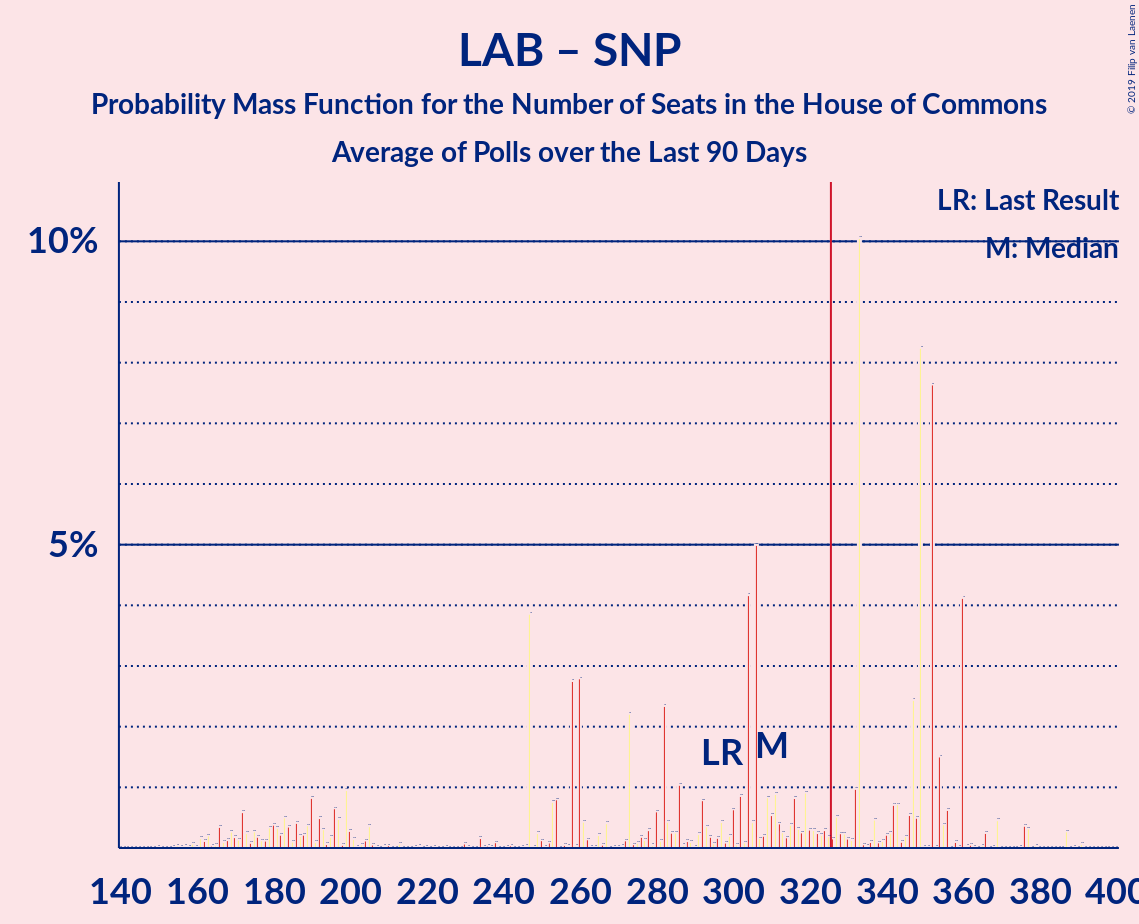 LAB – SNP
Probability Mass Function for the Number of Seats in the House of Commons
Average of Polls over the Last 90 Days
© 2019 Filip van Laenen
LR: Last Result
M: Median
10%
5%
LR M
140 160 180 200 220 240 260 280 300 320 340 360 380 400